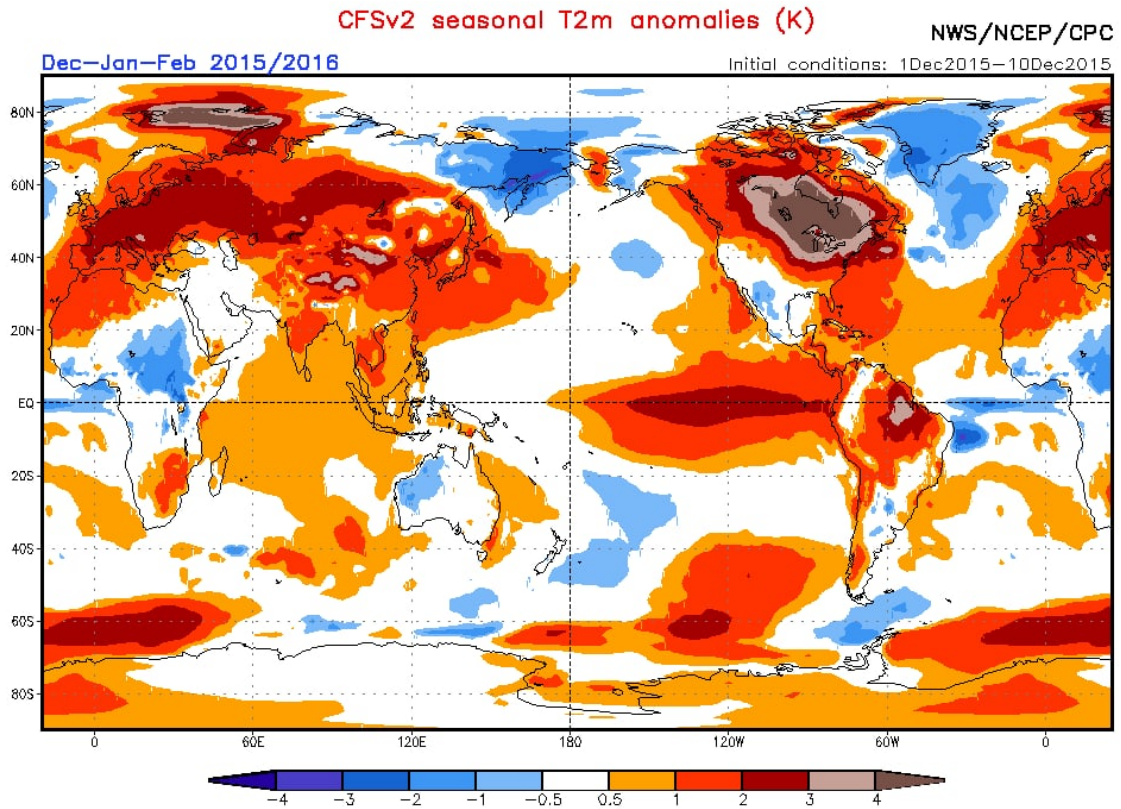 CFSv2 seasonal T2m anomalies (K)
NWS/NCEP/CPC
Dec-Jan-Feb 2015/2016
Initial conditions: 1Dec2015-10Dec2015
80N
60N
40N
20N
EQ
20S
40S
60S
80S
0 60E 120E 180 120W 60W 0
-4 -3 -2 -1 -0.5 0.5 1 2 3 4